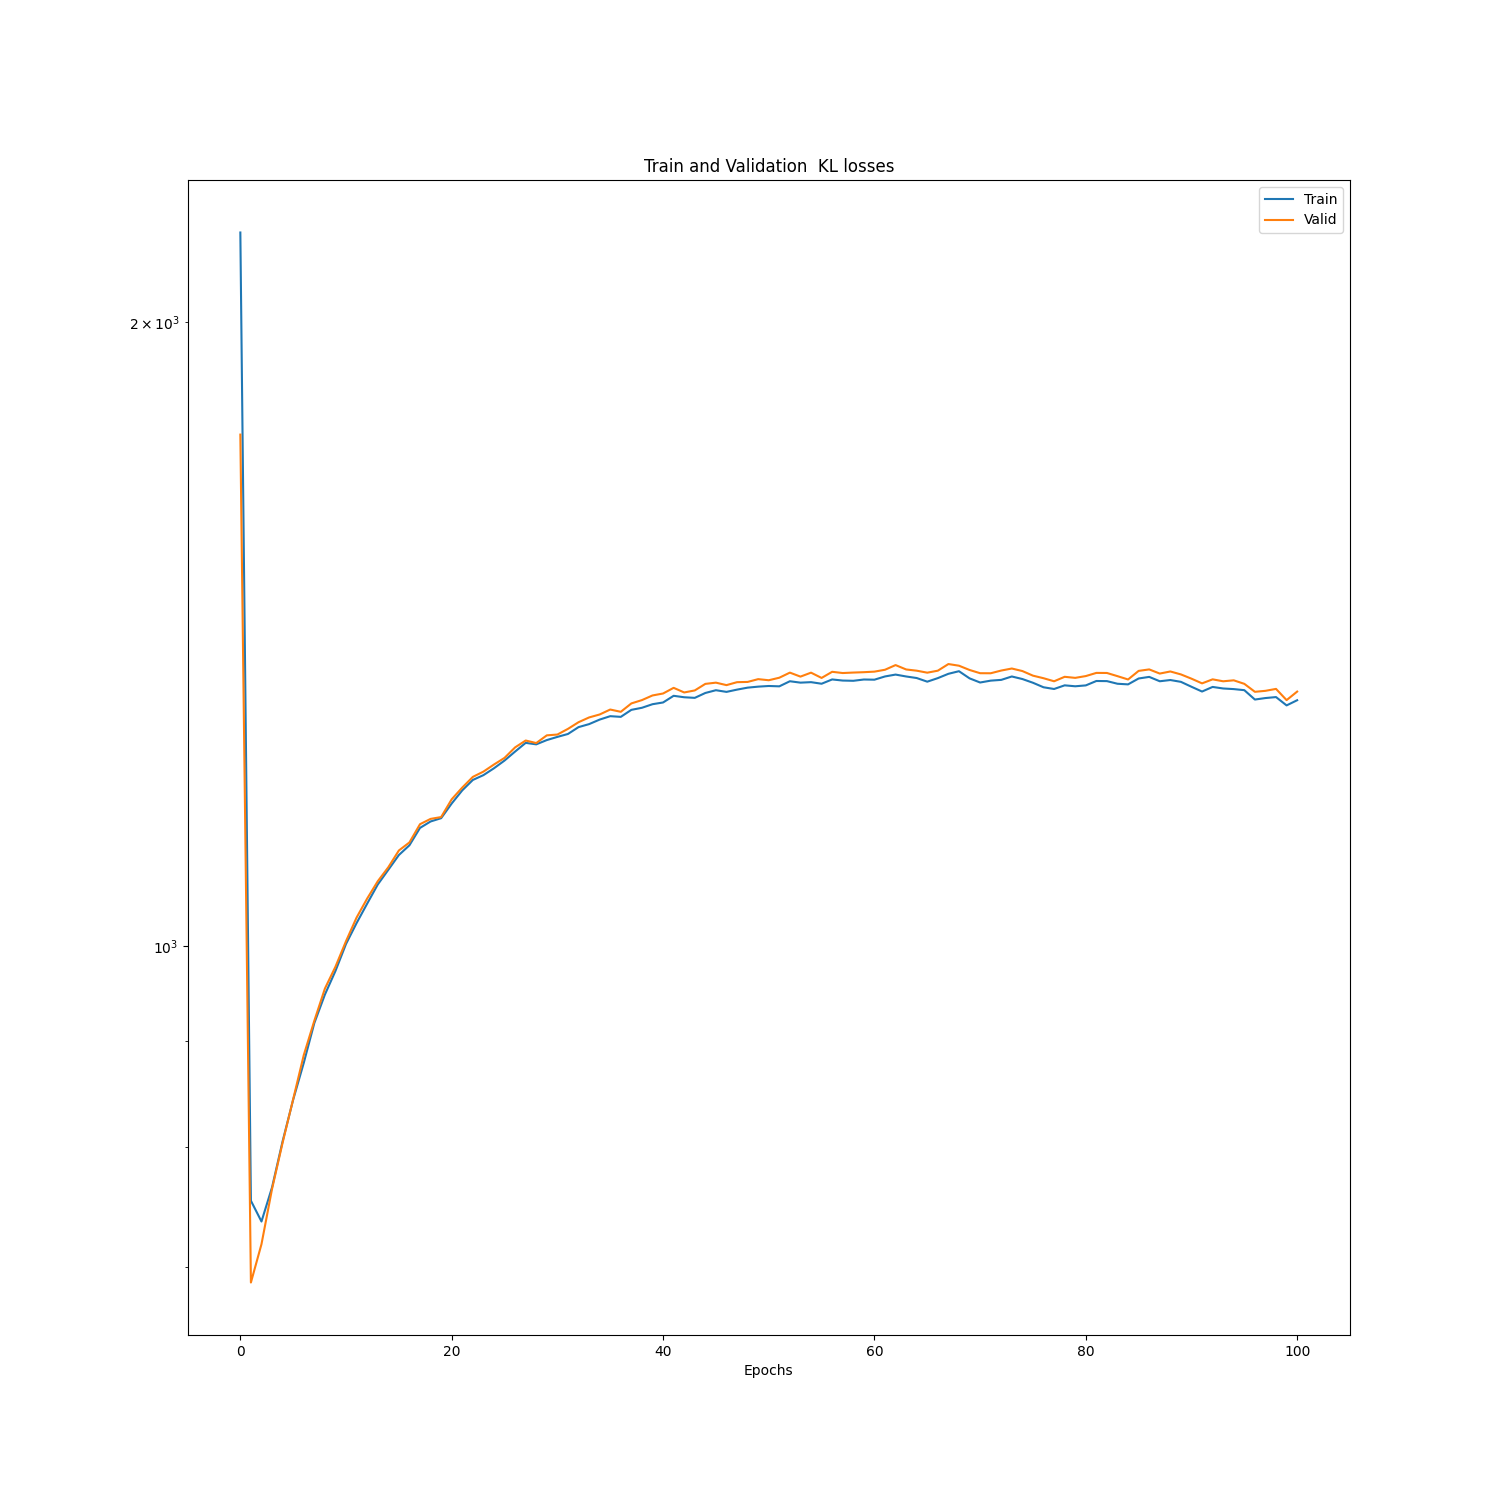 Train and Validation  KL losses
Train
Valid
2 × 10³
10³
0 20 40 60 80 100
Epochs